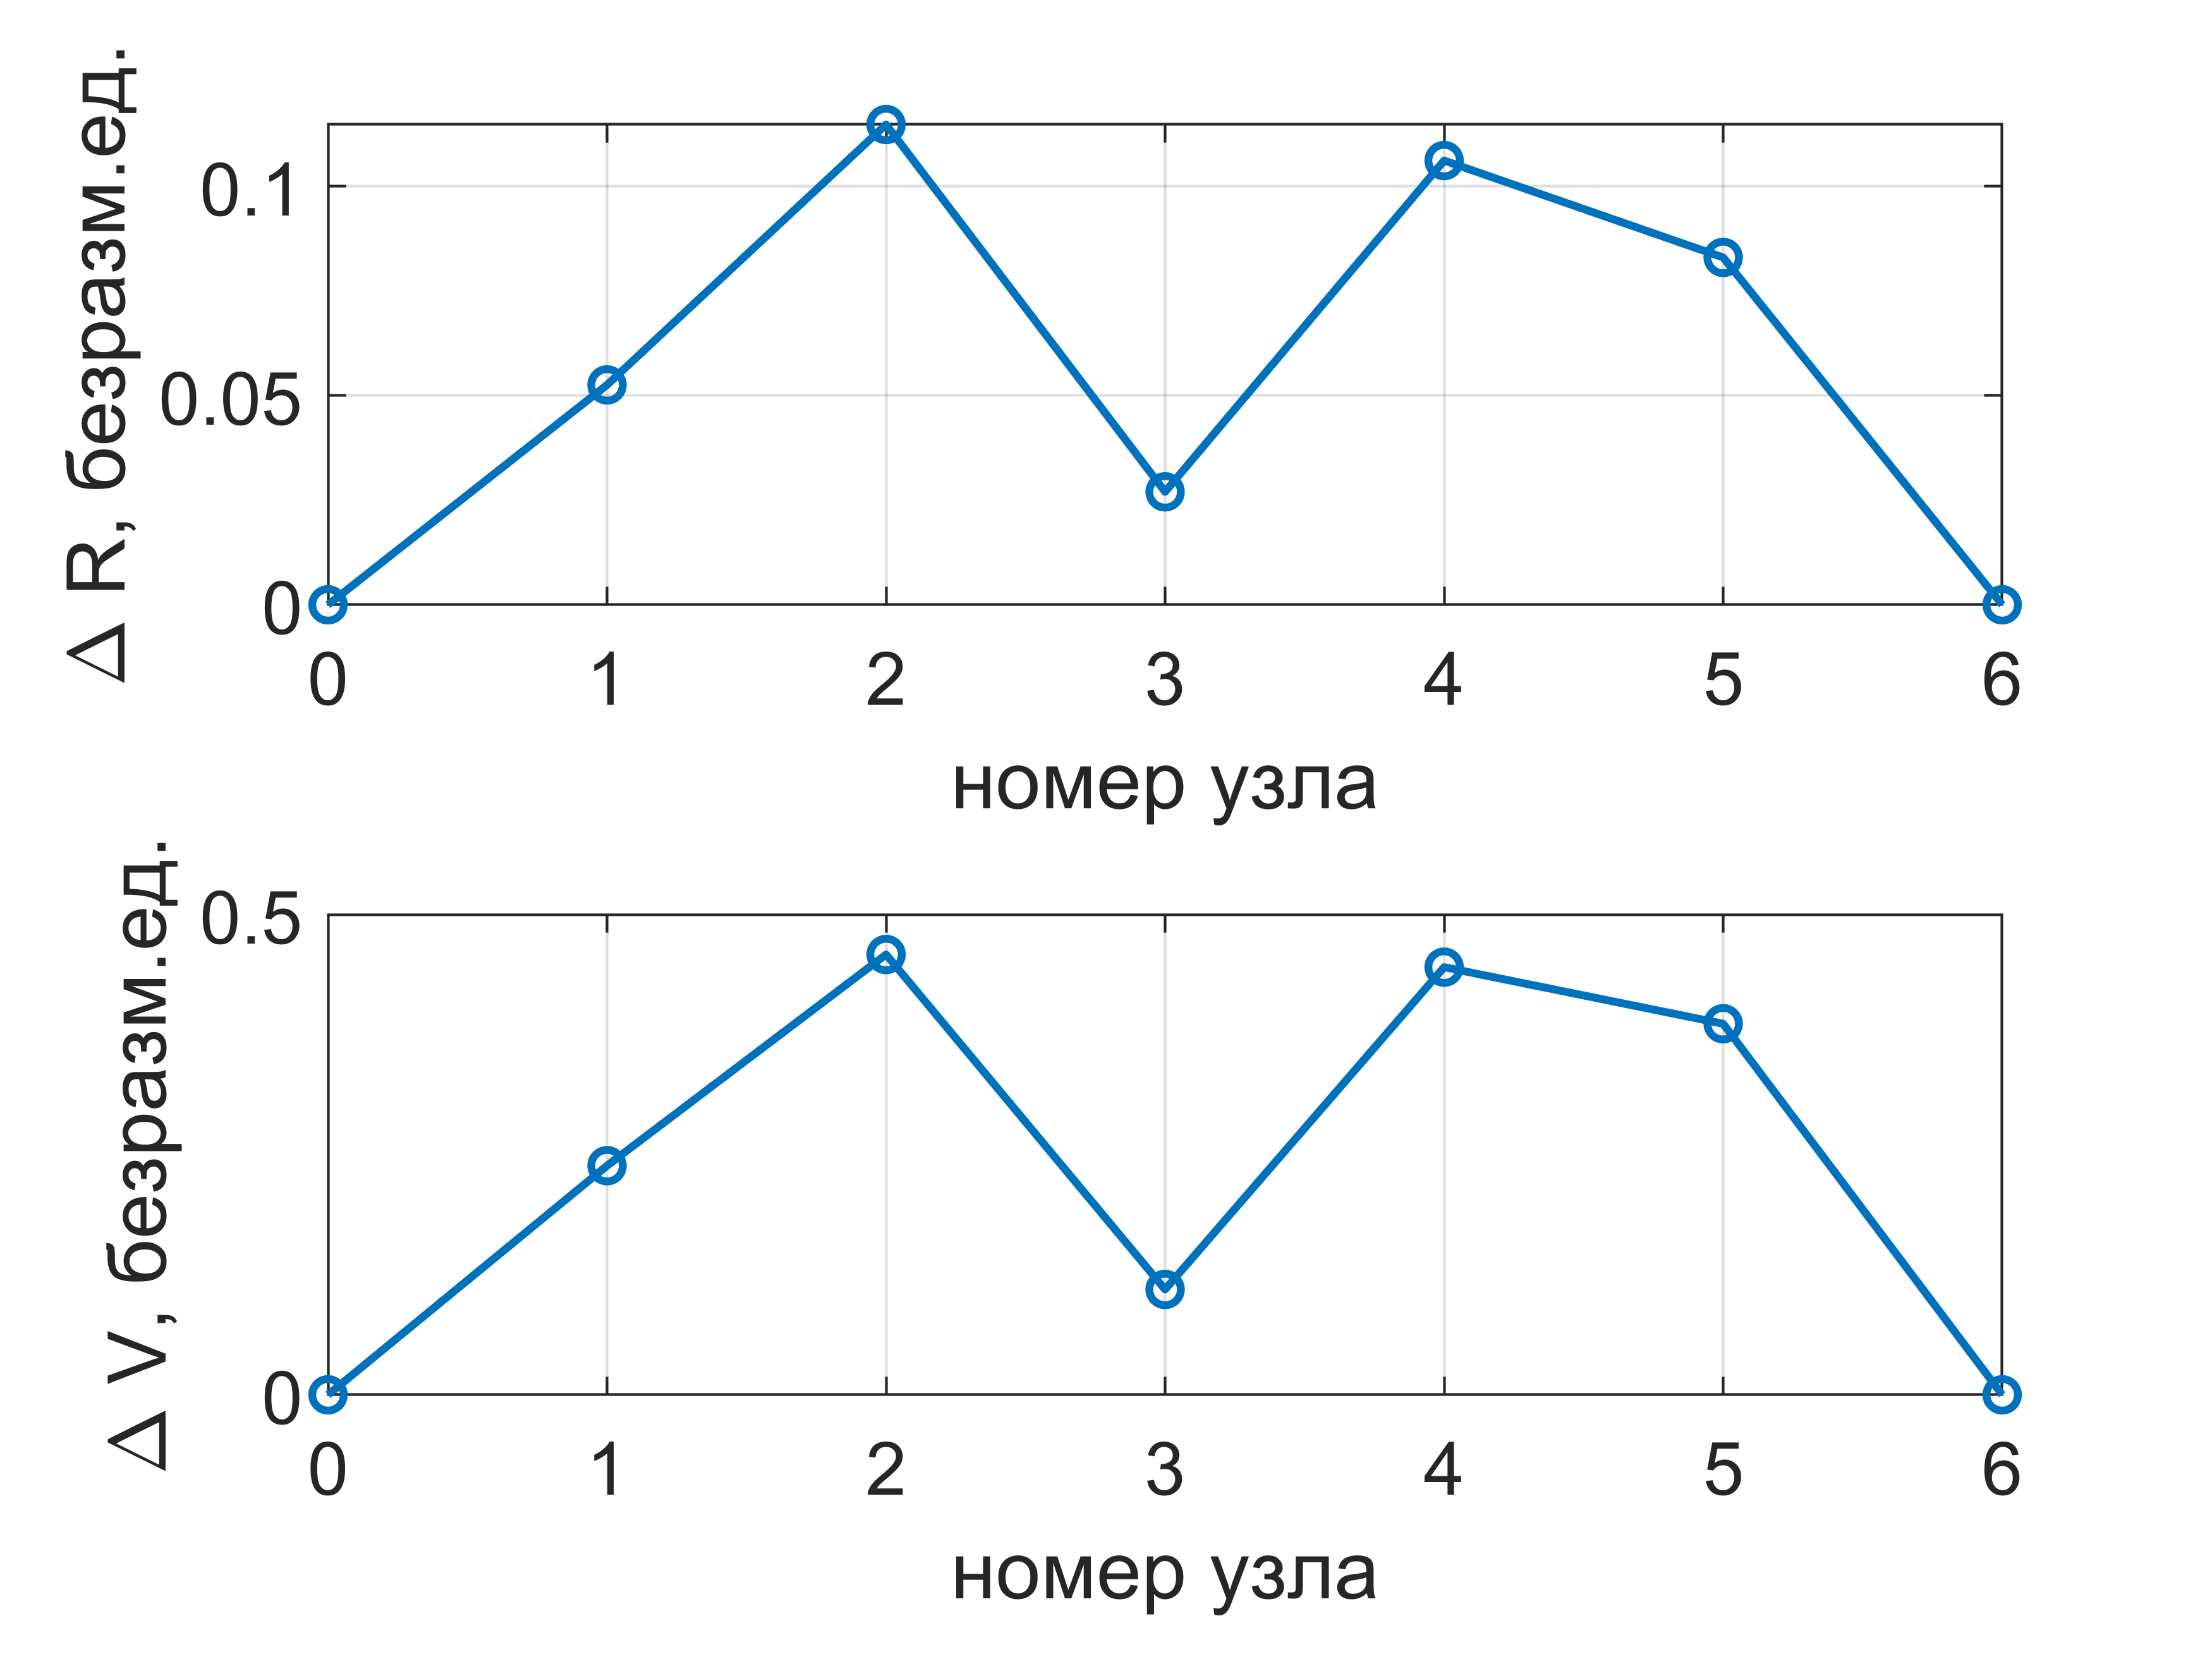 Δ R, безразм.ед.
0.1
0.05
0
0 1 2 3 4 5 6
номер узла
Δ V, безразм.ед.
0.5
0
0 1 2 3 4 5 6
номер узла